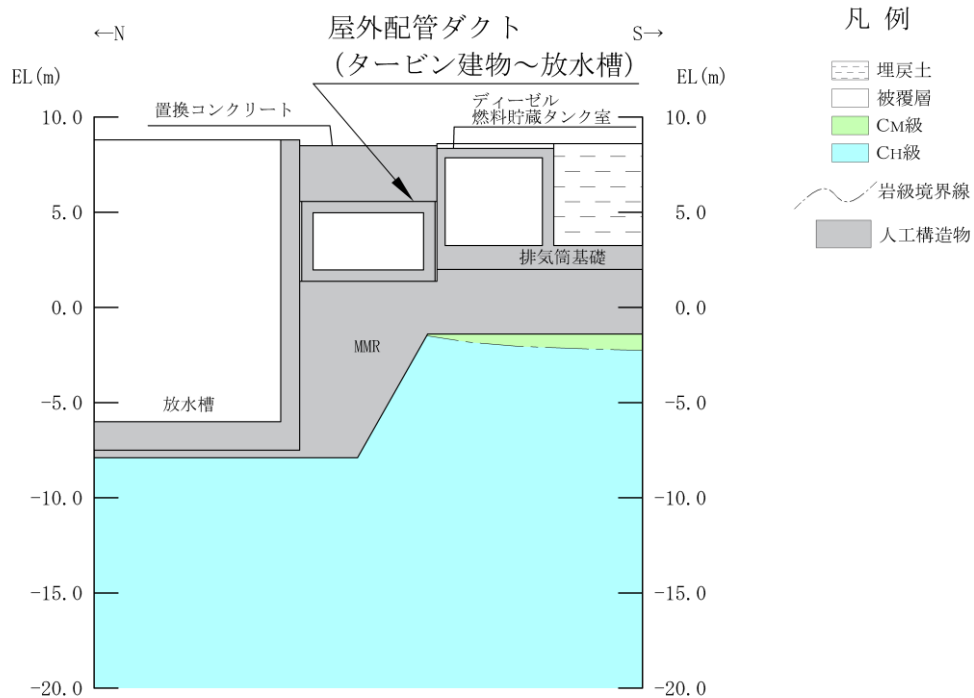 ←N
屋外配管ダクト
(タービン建物～放水槽)
S→
凡 例
EL(m)
EL(m)
埋戻土
被覆層
CM級
CH級
岩級境界線
人工構造物
置換コンクリート
ディーゼル
燃料貯蔵タンク室
10.0
10.0
5.0
5.0
排気筒基礎
0.0
0.0
MMR
-5.0
放水槽
-5.0
-10.0
-10.0
-15.0
-15.0
-20.0
-20.0